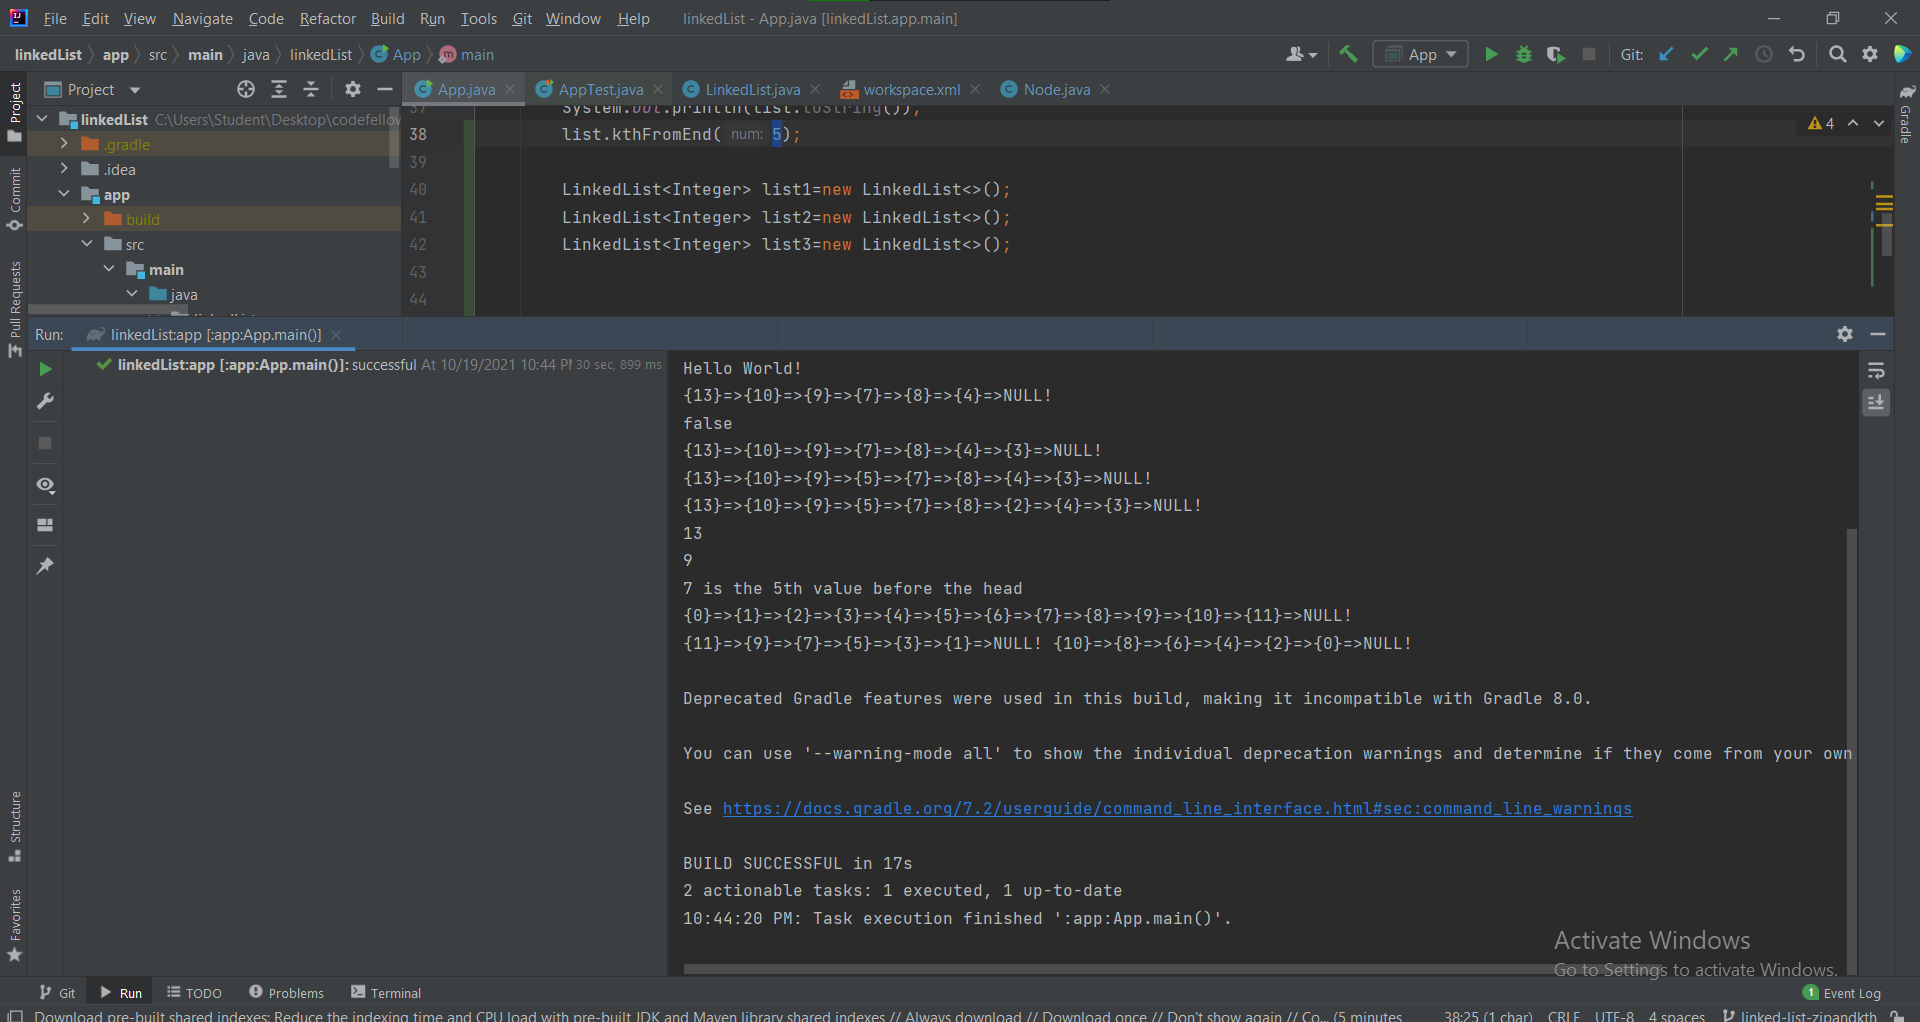 File Edit View Navigate Code Refactor Build Run Tools Git Window Help linkedList - App.java [linkedList.app.main]
linkedList app src main java linkedList App main App Git:
Project App.java AppTest.java LinkedList.java workspace.xml Node.java
Project
Commit
Pull Requests
Structure
Favorites
Gradle
linkedList C:\Users\Student\Desktop\codefellow
.gradle
.idea
app
build
src
main
java
37 System.out.println(list.toString());
38 list.kthFromEnd( num: 5);
4
39
40 LinkedList<Integer> list1=new LinkedList<>();
41 LinkedList<Integer> list2=new LinkedList<>();
42 LinkedList<Integer> list3=new LinkedList<>();
43
44
Run: linkedList:app [:app:App.main()]
linkedList:app [:app:App.main()]: successful At 10/19/2021 10:44 PM 30 sec, 899 ms
Hello World!
{13}=>{10}=>{9}=>{7}=>{8}=>{4}=>NULL!
false
{13}=>{10}=>{9}=>{7}=>{8}=>{4}=>{3}=>NULL!
{13}=>{10}=>{9}=>{5}=>{7}=>{8}=>{4}=>{3}=>NULL!
{13}=>{10}=>{9}=>{5}=>{7}=>{8}=>{2}=>{4}=>{3}=>NULL!
13
9
7 is the 5th value before the head
{0}=>{1}=>{2}=>{3}=>{4}=>{5}=>{6}=>{7}=>{8}=>{9}=>{10}=>{11}=>NULL!
{11}=>{9}=>{7}=>{5}=>{3}=>{1}=>NULL! {10}=>{8}=>{6}=>{4}=>{2}=>{0}=>NULL!
Deprecated Gradle features were used in this build, making it incompatible with Gradle 8.0.
You can use '--warning-mode all' to show the individual deprecation warnings and determine if they come from your own
See https://docs.gradle.org/7.2/userguide/command_line_interface.html#sec:command_line_warnings
BUILD SUCCESSFUL in 17s
2 actionable tasks: 1 executed, 1 up-to-date
10:44:20 PM: Task execution finished ':app:App.main()'.
Activate Windows
Go to Settings to activate Windows.
Git Run TODO Problems Terminal 1 Event Log
Download pre-built shared indexes: Reduce the indexing time and CPU load with pre-built JDK and Maven library shared indexes // Always download // Download once // Don't show again // Co... (5 minutes 38:25 (1 char) CRLF UTF-8 4 spaces linked-list-zipandkth